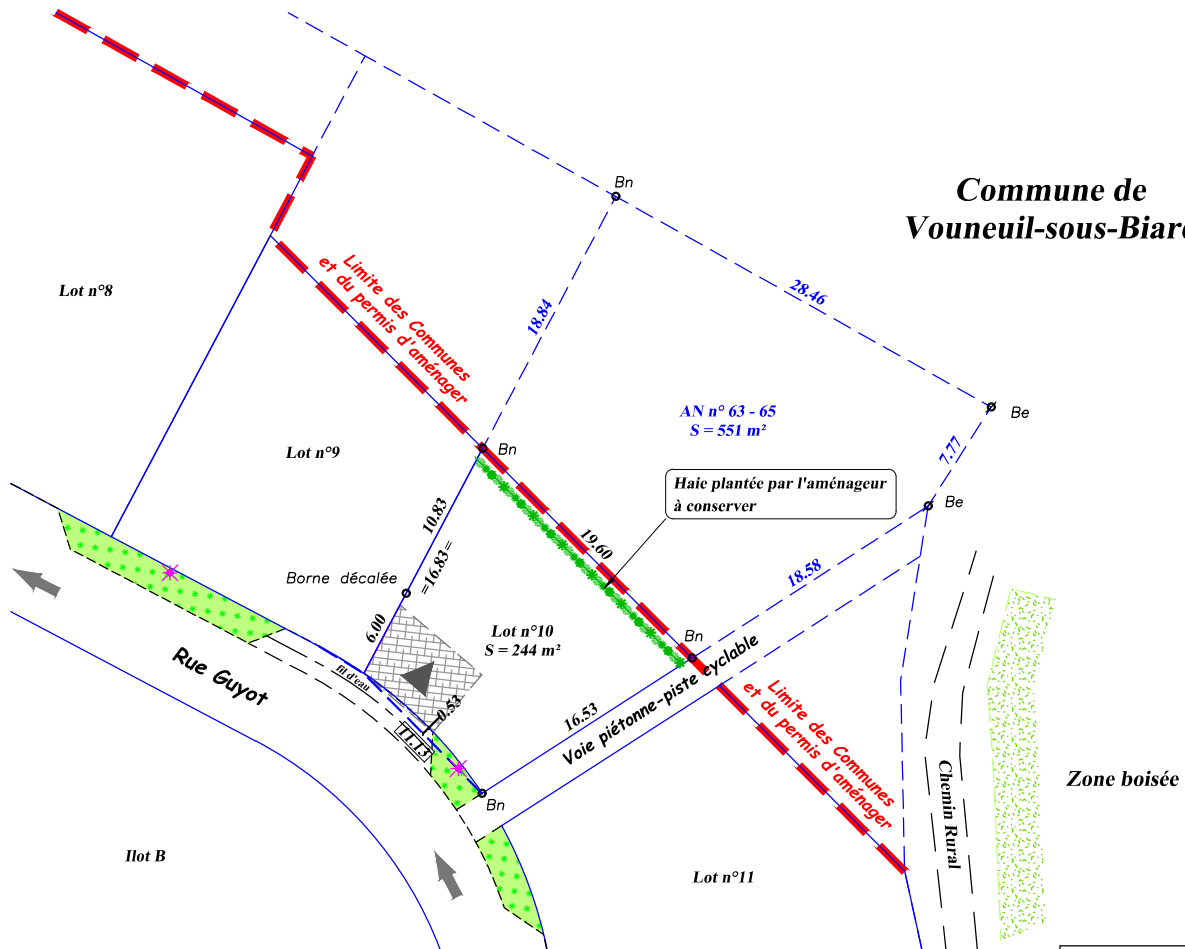 Bn
Commune de
Vouneuil-sous-Biard
28.46
Lot n°8
Limite des Communes
et du permis d'aménager
18.84
AN n° 63 - 65
S = 551 m²
Be
7.77
Lot n°9
Bn
Haie plantée par l'aménageur
à conserver
Be
10.83
19.60
=16.83=
18.58
Borne décalée
6.00
Lot n°10
S = 244 m²
Bn
Rue Guyot
fil d'eau
0.53
11.13
16.53
Voie piétonne-piste cyclable
Limite des Communes
et du permis d'aménager
Bn
Chemin Rural
Zone boisée
Ilot B
Lot n°11